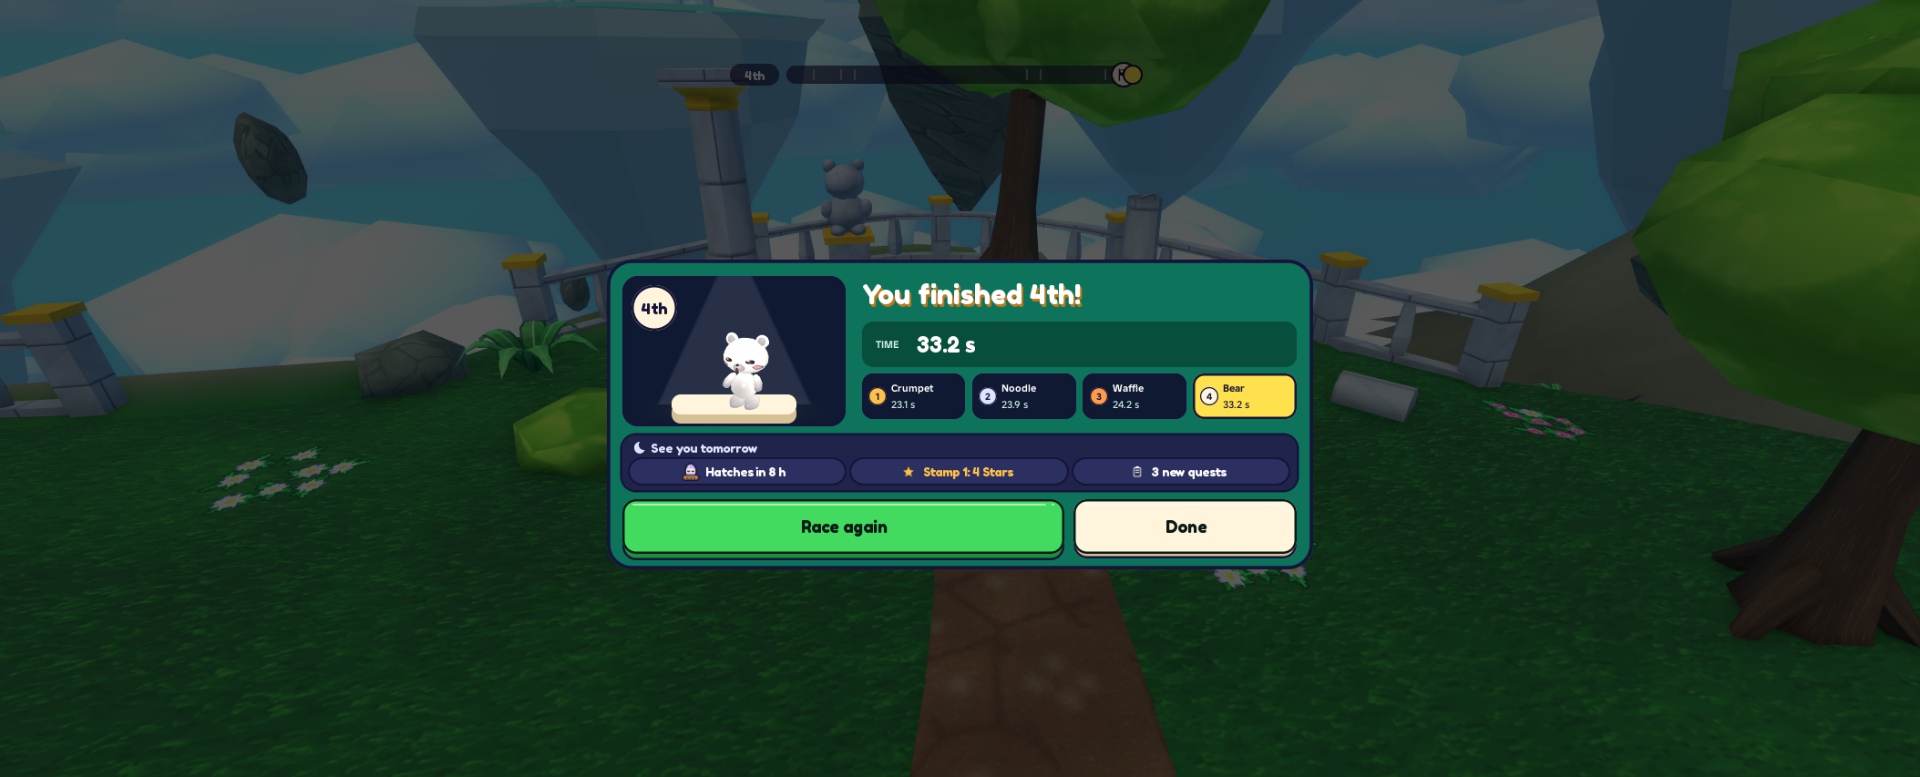 4th
4th
You finished 4th!
TIME 33.2 s
1 Crumpet 23.1 s
2 Noodle 23.9 s
3 Waffle 24.2 s
4 Bear 33.2 s
See you tomorrow
Hatches in 8 h
Stamp 1: 4 Stars
3 new quests
Race again
Done